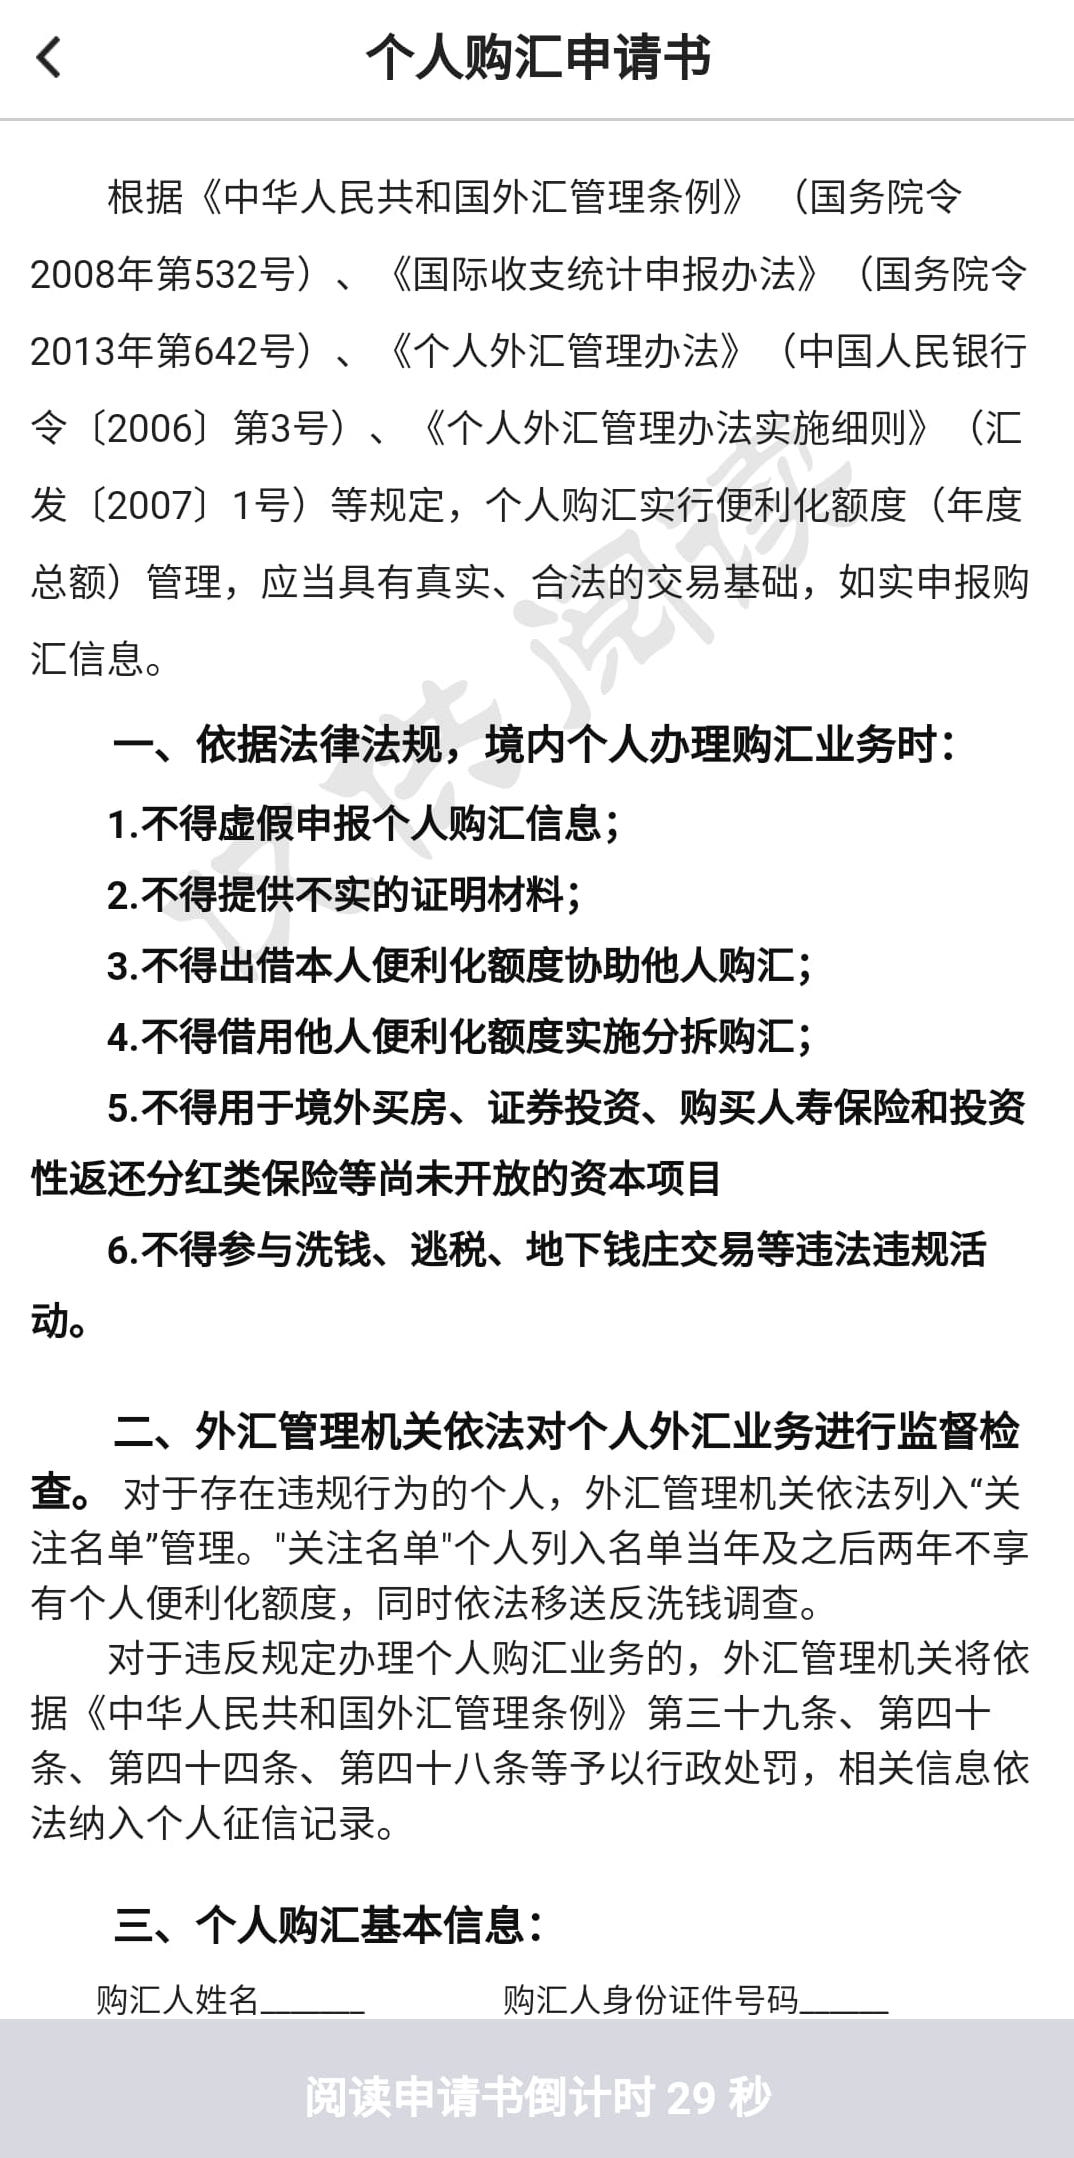 个人购汇申请书
根据《中华人民共和国外汇管理条例》（国务院令
2008年第532号）、《国际收支统计申报办法》（国务院令
2013年第642号）、《个人外汇管理办法》（中国人民银行
令〔2006〕第3号）、《个人外汇管理办法实施细则》（汇
发〔2007〕1号）等规定，个人购汇实行便利化额度（年度
总额）管理，应当具有真实、合法的交易基础，如实申报购
汇信息。
一、依据法律法规，境内个人办理购汇业务时：
1.不得虚假申报个人购汇信息；
2.不得提供不实的证明材料；
3.不得出借本人便利化额度协助他人购汇；
4.不得借用他人便利化额度实施分拆购汇；
5.不得用于境外买房、证券投资、购买人寿保险和投资
性返还分红类保险等尚未开放的资本项目
6.不得参与洗钱、逃税、地下钱庄交易等违法违规活
动。
二、外汇管理机关依法对个人外汇业务进行监督检
查。 对于存在违规行为的个人，外汇管理机关依法列入“关
注名单”管理。"关注名单"个人列入名单当年及之后两年不享
有个人便利化额度，同时依法移送反洗钱调查。
对于违反规定办理个人购汇业务的，外汇管理机关将依
据《中华人民共和国外汇管理条例》第三十九条、第四十
条、第四十四条、第四十八条等予以行政处罚，相关信息依
法纳入个人征信记录。
三、个人购汇基本信息：
购汇人姓名______ 购汇人身份证件号码_____
阅读申请书倒计时 29 秒
仅供阅读